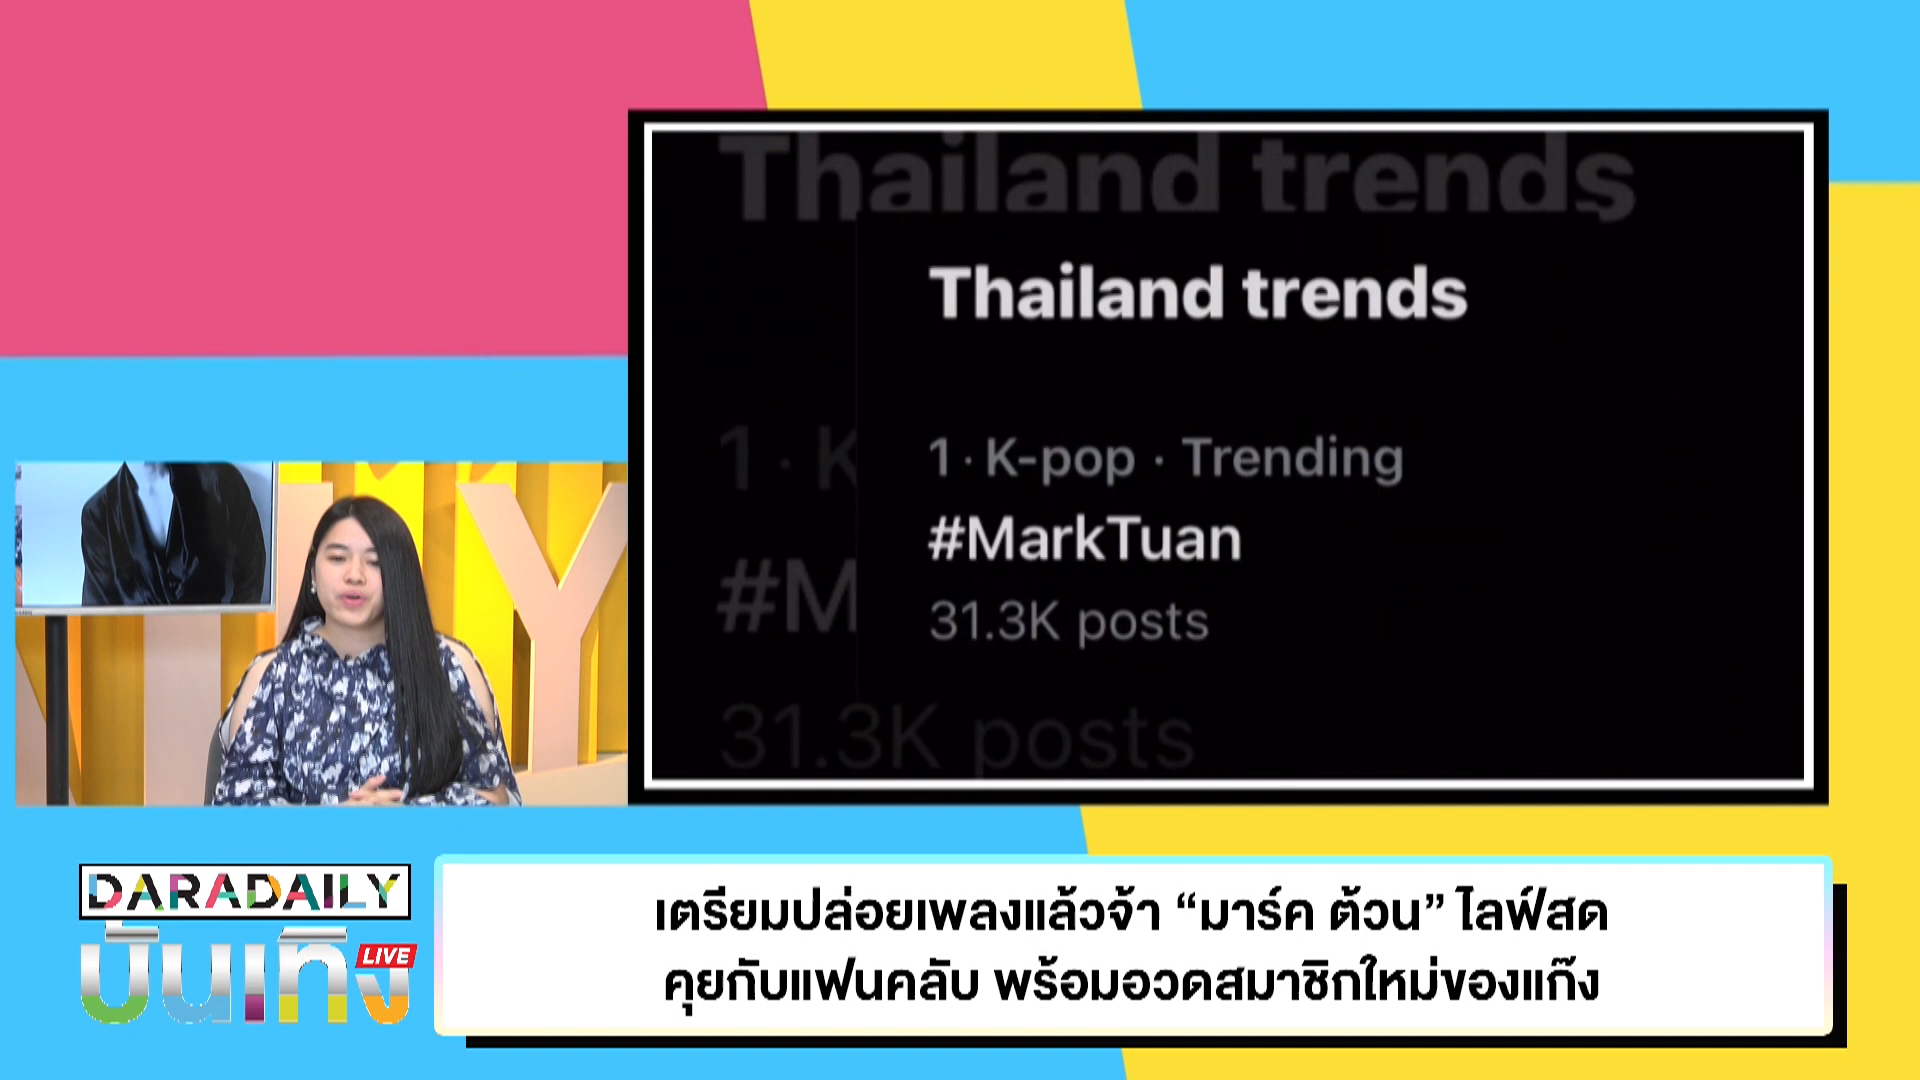 Thailand trends
Thailand trends
1 · K
1 · K-pop · Trending
#MarkTuan
#M
31.3K posts
31.3K posts
DARADAILY
บันเทิง LIVE
เตรียมปล่อยเพลงแล้วจ้า “มาร์ค ต้วน” ไลฟ์สด
คุยกับแฟนคลับ พร้อมอวดสมาชิกใหม่ของแก๊ง